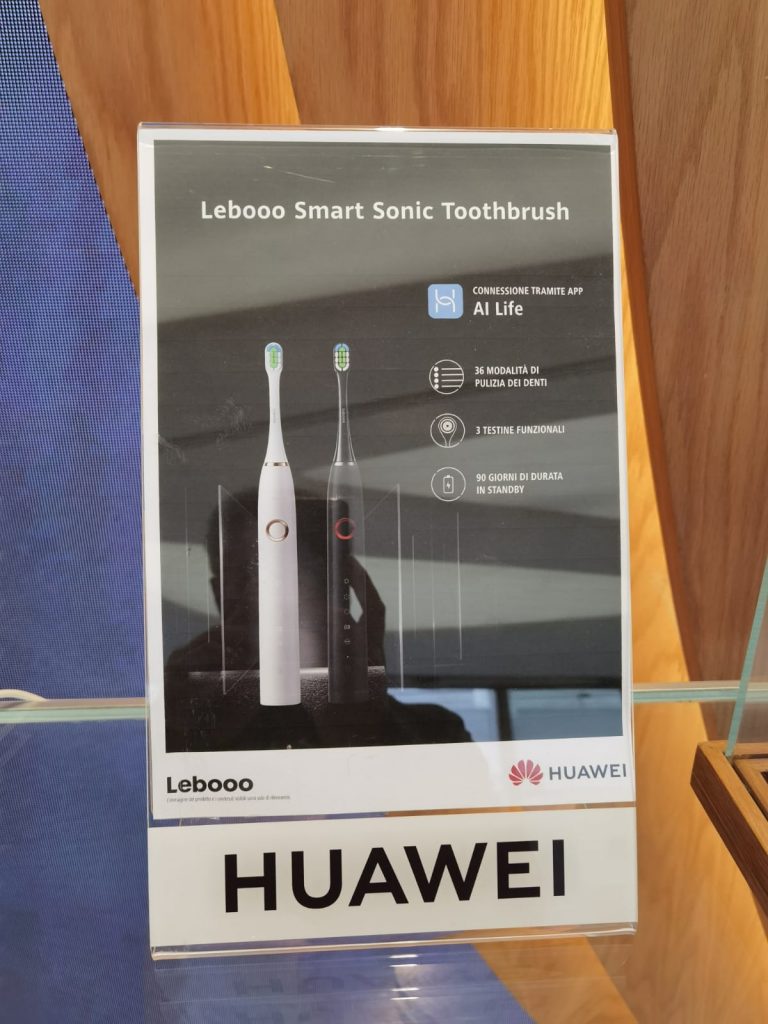 Lebooo Smart Sonic Toothbrush
CONNESSIONE TRAMITE APP
AI Life
36 MODALITÀ DI
PULIZIA DEI DENTI
3 TESTINE FUNZIONALI
90 GIORNI DI DURATA
IN STANDBY
Lebooo
HUAWEI
HUAWEI